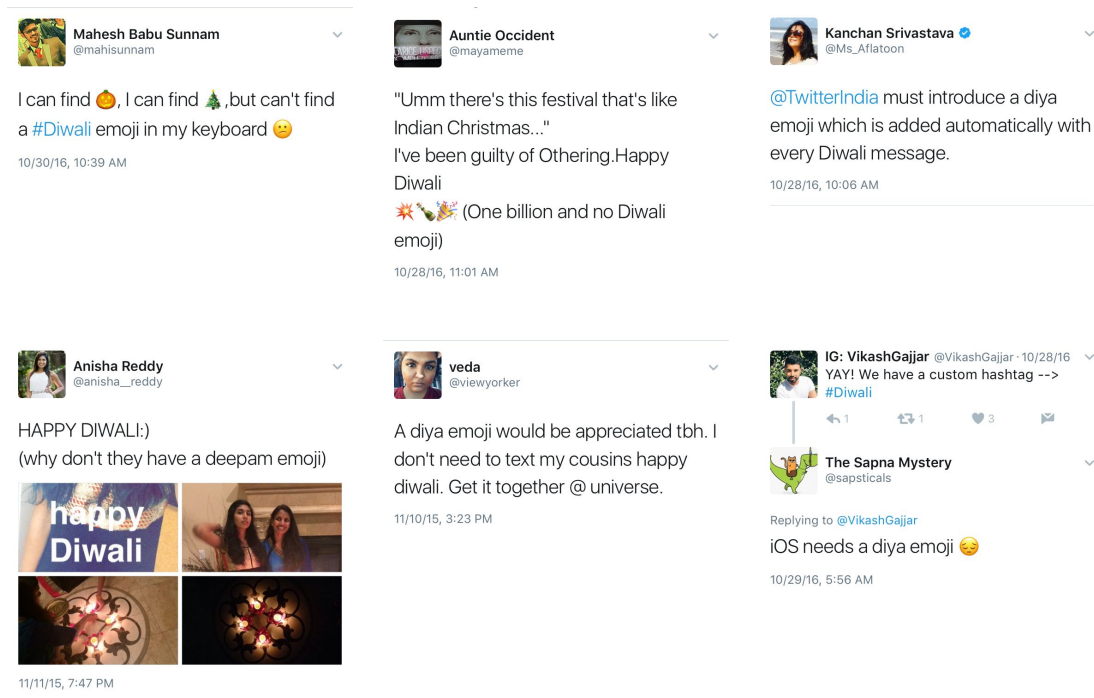 Mahesh Babu Sunnam
@mahisunnam
I can find 🎃, I can find 🎄,but can't find
a #Diwali emoji in my keyboard 😕
10/30/16, 10:39 AM
Auntie Occident
@mayameme
"Umm there's this festival that's like
Indian Christmas..."
I've been guilty of Othering.Happy
Diwali
💥🍾🎉 (One billion and no Diwali
emoji)
10/28/16, 11:01 AM
Kanchan Srivastava
@Ms_Aflatoon
@TwitterIndia must introduce a diya
emoji which is added automatically with
every Diwali message.
10/28/16, 10:06 AM
Anisha Reddy
@anisha__reddy
HAPPY DIWALI:)
(why don't they have a deepam emoji)
happy
Diwali
11/11/15, 7:47 PM
veda
@viewyorker
A diya emoji would be appreciated tbh. I
don't need to text my cousins happy
diwali. Get it together @ universe.
11/10/15, 3:23 PM
IG: VikashGajjar @VikashGajjar · 10/28/16
YAY! We have a custom hashtag -->
#Diwali
1 1 3
The Sapna Mystery
@sapsticals
Replying to @VikashGajjar
iOS needs a diya emoji 😔
10/29/16, 5:56 AM